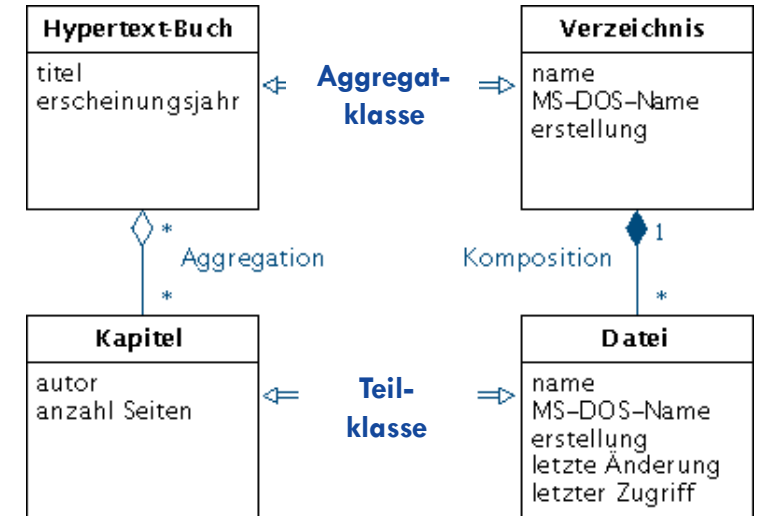 Hypertext-Buch
titel
erscheinungsjahr
Aggregat-
klasse
Verzeichnis
name
MS-DOS-Name
erstellung
*
Aggregation
*
Komposition
1
*
Kapitel
autor
anzahl Seiten
Teil-
klasse
Datei
name
MS-DOS-Name
erstellung
letzte Änderung
letzter Zugriff